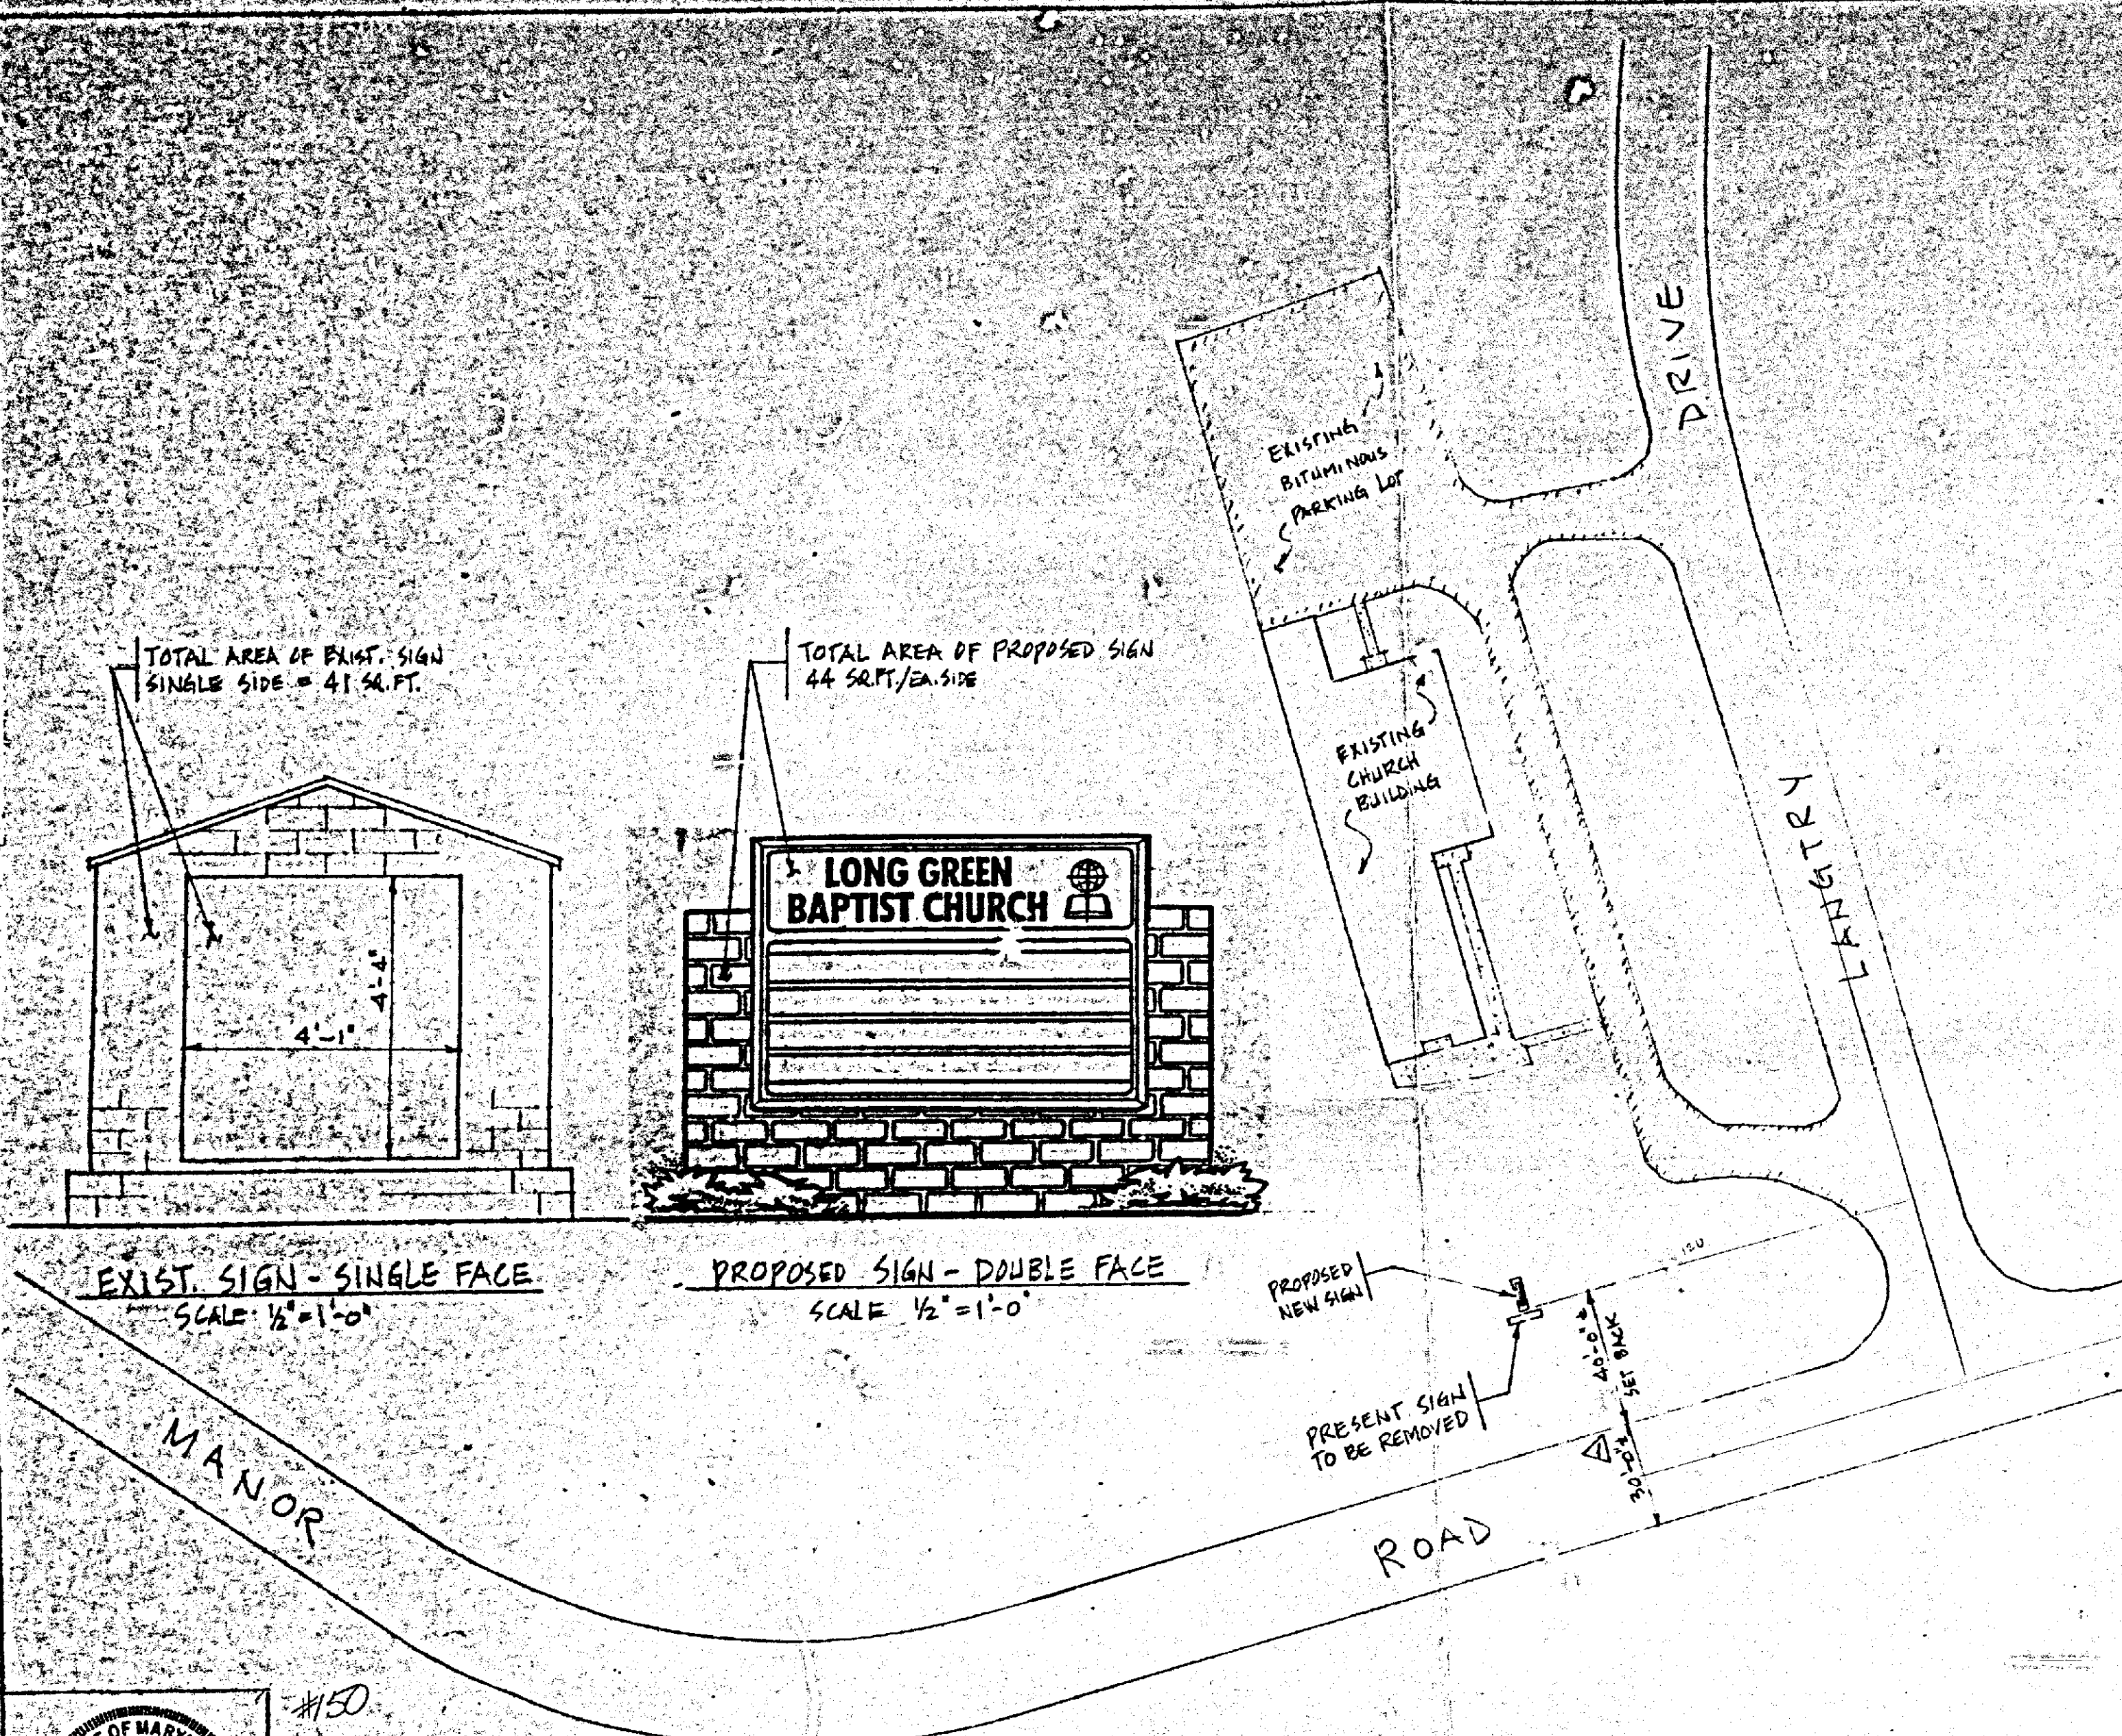 DRIVE
EXISTING
BITUMINOUS
PARKING LOT
TOTAL AREA OF EXIST. SIGN
SINGLE SIDE = 41 SQ.FT.
TOTAL AREA OF PROPOSED SIGN
44 SQ.FT./EA.SIDE
EXISTING
CHURCH
BUILDING
LANGTRY
LONG GREEN
BAPTIST CHURCH
4'-4"
4'-1"
EXIST. SIGN - SINGLE FACE
SCALE: 1/2" = 1'-0"
PROPOSED SIGN - DOUBLE FACE
SCALE 1/2" = 1'-0"
PROPOSED
NEW SIGN
120
40'-0" ±
SET BACK
PRESENT SIGN
TO BE REMOVED
30'-0" ±
MANOR
ROAD
#150
OF MARY